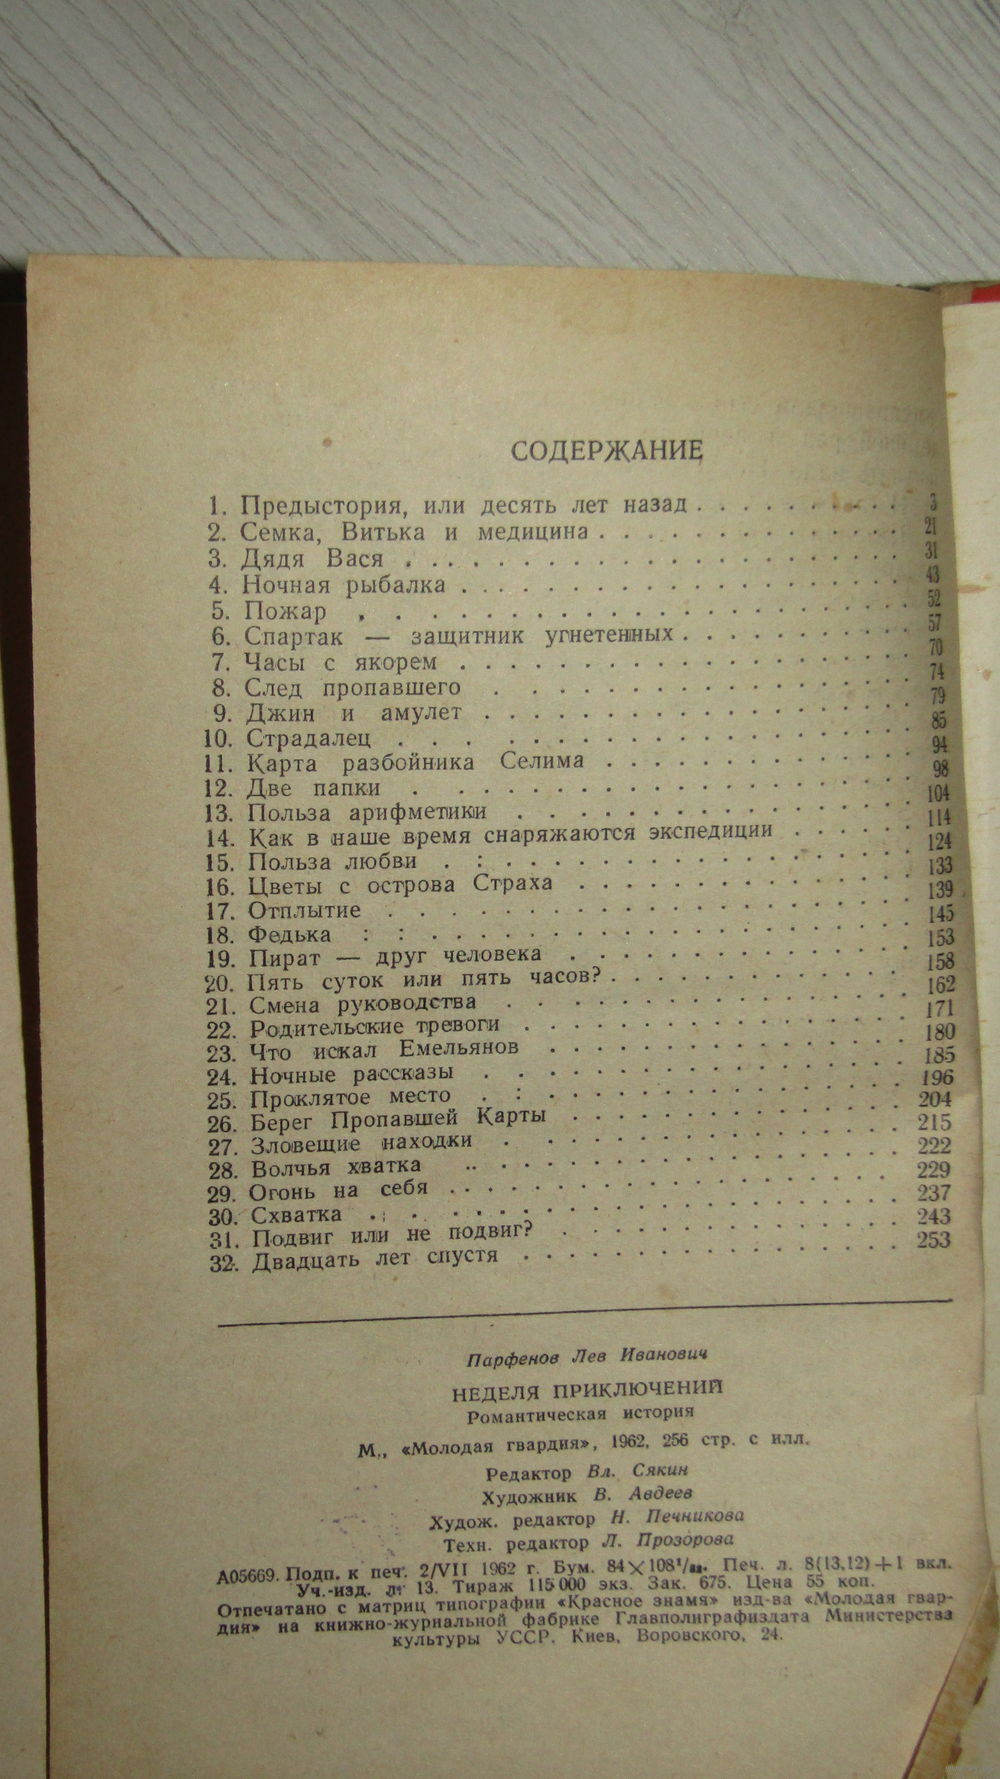 СОДЕРЖАНИЕ
1. Предыстория, или десять лет назад . . . . . . . . . . 3
2. Семка, Витька и медицина . . . . . . . . . . 21
3. Дядя Вася . . . . . . . . . . 31
4. Ночная рыбалка . . . . . . . . . . 43
5. Пожар . . . . . . . . . . 52
6. Спартак — защитник угнетенных . . . . . . . . . . 57
7. Часы с якорем . . . . . . . . . . 70
8. След пропавшего . . . . . . . . . . 74
9. Джин и амулет . . . . . . . . . . 79
10. Страдалец . . . . . . . . . . 85
11. Карта разбойника Селима . . . . . . . . . . 94
12. Две папки . . . . . . . . . . 98
13. Польза арифметики . . . . . . . . . . 104
14. Как в наше время снаряжаются экспедиции . . . . . . 114
15. Польза любви . . . . . . . . . . 124
16. Цветы с острова Страха . . . . . . . . . . 133
17. Отплытие . . . . . . . . . . 139
18. Федька . . . . . . . . . . 145
19. Пират — друг человека . . . . . . . . . . 153
20. Пять суток или пять часов? . . . . . . . . . . 158
21. Смена руководства . . . . . . . . . . 162
22. Родительские тревоги . . . . . . . . . . 171
23. Что искал Емельянов . . . . . . . . . . 180
24. Ночные рассказы . . . . . . . . . . 185
25. Проклятое место . . . . . . . . . . 196
26. Берег Пропавшей Карты . . . . . . . . . . 204
27. Зловещие находки . . . . . . . . . . 215
28. Волчья хватка . . . . . . . . . . 222
29. Огонь на себя . . . . . . . . . . 229
30. Схватка . . . . . . . . . . 237
31. Подвиг или не подвиг? . . . . . . . . . . 243
32. Двадцать лет спустя . . . . . . . . . . 253
Парфенов Лев Иванович
НЕДЕЛЯ ПРИКЛЮЧЕНИЙ
Романтическая история
М., «Молодая гвардия», 1962, 256 стр. с илл.
Редактор Вл. Сякин
Художник В. Авдеев
Худож. редактор Н. Печникова
Техн. редактор Л. Прозорова
А05669. Подп. к печ. 2/VII 1962 г. Бум. 84×108¹/₃₂. Печ. л. 8(13,12)+1 вкл.
Уч.-изд. л. 13. Тираж 115 000 экз. Зак. 675. Цена 55 коп.
Отпечатано с матриц типографии «Красное знамя» изд-ва «Молодая гвар-
дия» на книжно-журнальной фабрике Главполиграфиздата Министерства
культуры УССР. Киев, Воровского, 24.